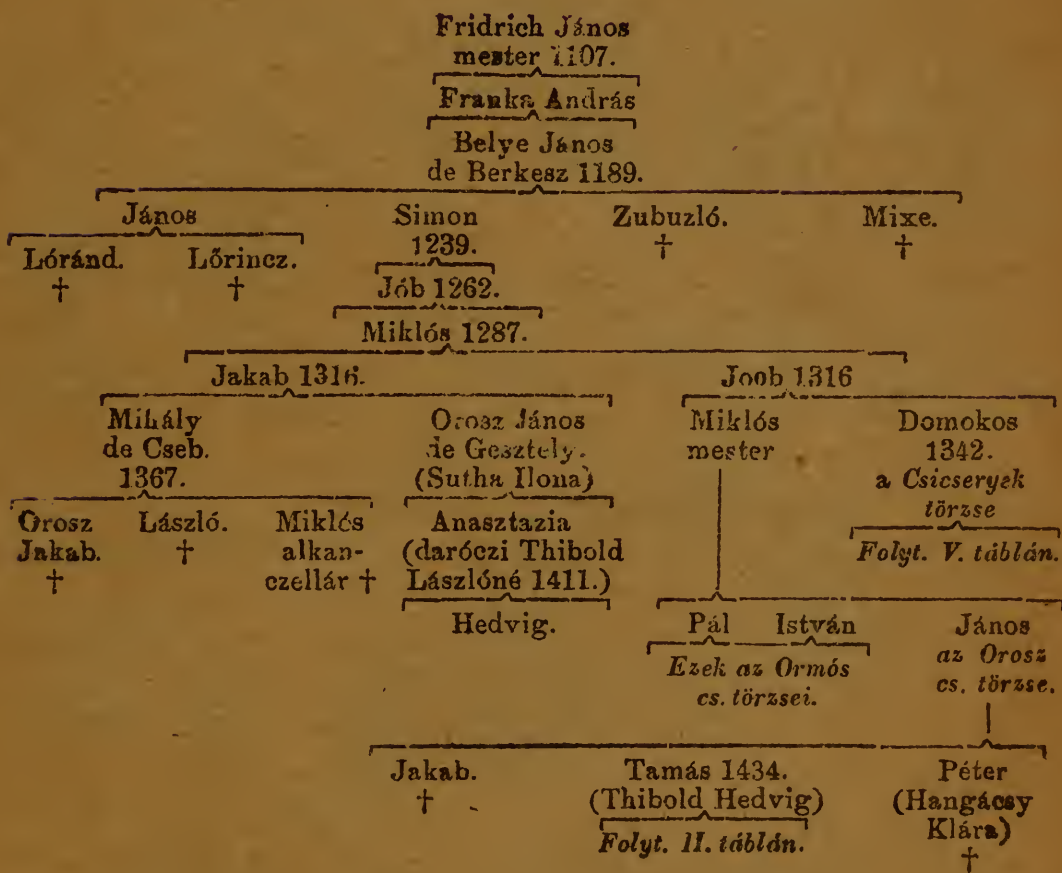 Fridrich János
mester 1107.
Franka András
Belye János
de Berkesz 1189.
János
Simon
1239.
Zubuzló.
†
Mixe.
†
Lóránd.
†
Lőrincz.
†
Jób 1262.
Miklós 1287.
Jakab 1316.
Joob 1316
Mihály
de Cseb.
1367.
Orosz János
de Gesztely.
(Sutha Ilona)
Miklós
mester
Domokos
1342.
a Csicseryek
törzse
Folyt. V. táblán.
Orosz
Jakab.
†
László.
†
Miklós
alkan-
czellár †
Anasztazia
(daróczi Thibold
Lászlóné 1411.)
Hedvig.
Pál
István
Ezek az Ormós
cs. törzsei.
János
az Orosz
cs. törzse.
Jakab.
†
Tamás 1434.
(Thibold Hedvig)
Folyt. II. táblán.
Péter
(Hangácsy
Klára)
†